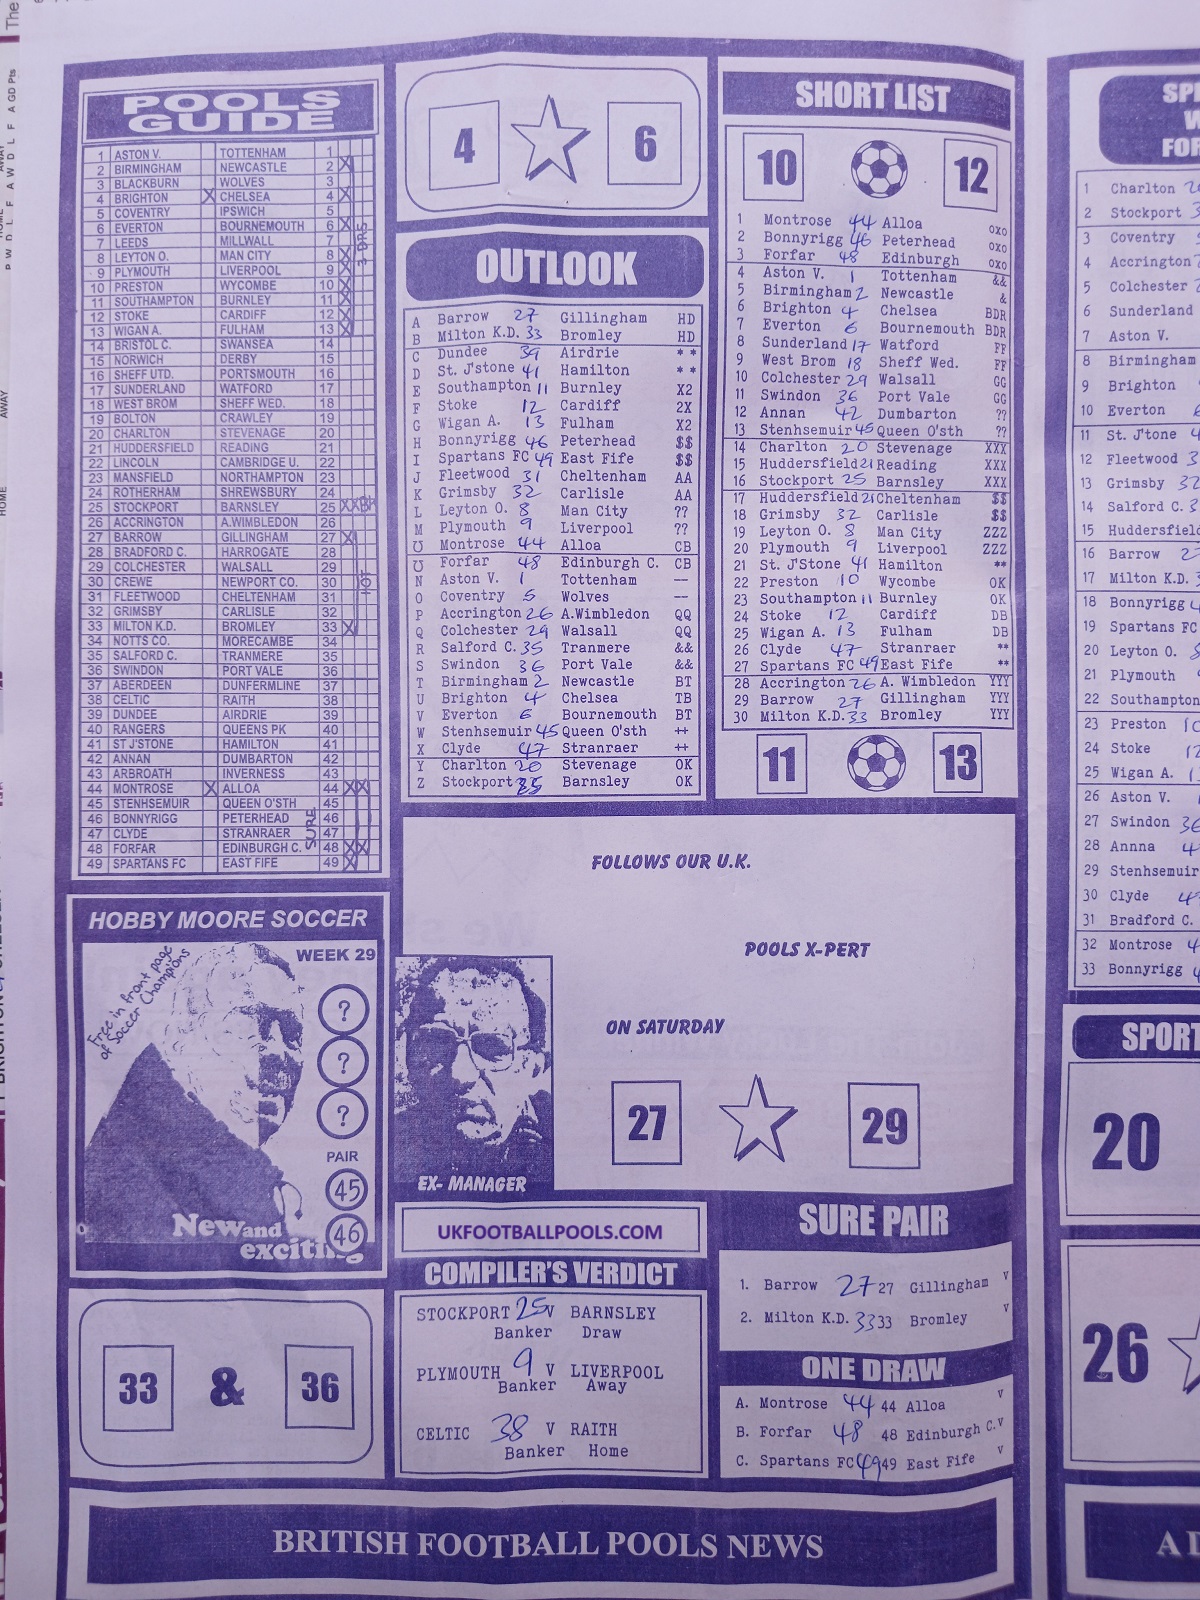 POOLS
GUIDE
1 ASTON V. TOTTENHAM 1
2 BIRMINGHAM NEWCASTLE 2 X
3 BLACKBURN WOLVES 3
4 BRIGHTON X CHELSEA 4 X
5 COVENTRY IPSWICH 5
6 EVERTON BOURNEMOUTH 6 X
7 LEEDS MILLWALL 7
8 LEYTON O. MAN CITY 8 X
9 PLYMOUTH LIVERPOOL 9 X
10 PRESTON WYCOMBE 10 X
11 SOUTHAMPTON BURNLEY 11 X
12 STOKE CARDIFF 12 X
13 WIGAN A. FULHAM 13 X
14 BRISTOL C. SWANSEA 14
15 NORWICH DERBY 15
16 SHEFF UTD. PORTSMOUTH 16
17 SUNDERLAND WATFORD 17
18 WEST BROM SHEFF WED. 18
19 BOLTON CRAWLEY 19
20 CHARLTON STEVENAGE 20
21 HUDDERSFIELD READING 21
22 LINCOLN CAMBRIDGE U. 22
23 MANSFIELD NORTHAMPTON 23
24 ROTHERHAM SHREWSBURY 24
25 STOCKPORT BARNSLEY 25
26 ACCRINGTON A.WIMBLEDON 26
27 BARROW GILLINGHAM 27 X
28 BRADFORD C. HARROGATE 28
29 COLCHESTER WALSALL 29
30 CREWE NEWPORT CO. 30
31 FLEETWOOD CHELTENHAM 31
32 GRIMSBY CARLISLE 32
33 MILTON K.D. BROMLEY 33 X
34 NOTTS CO. MORECAMBE 34
35 SALFORD C. TRANMERE 35
36 SWINDON PORT VALE 36
37 ABERDEEN DUNFERMLINE 37
38 CELTIC RAITH 38
39 DUNDEE AIRDRIE 39
40 RANGERS QUEENS PK 40
41 ST J'STONE HAMILTON 41
42 ANNAN DUMBARTON 42
43 ARBROATH INVERNESS 43
44 MONTROSE X ALLOA 44 XX
45 STENHSEMUIR QUEEN O'STH 45
46 BONNYRIGG PETERHEAD 46
47 CLYDE STRANRAER 47
48 FORFAR EDINBURGH C. 48 XX
49 SPARTANS FC EAST FIFE 49 X
SURE
HOBBY MOORE SOCCER
WEEK 29
Free in front page
of Soccer Champions
?
?
?
PAIR
45
46
New and
exciting
33 & 36
4 6
OUTLOOK
A Barrow 27 Gillingham HD
B Milton K.D. 33 Bromley HD
C Dundee 39 Airdrie * *
D St. J'stone 41 Hamilton * *
E Southampton 11 Burnley X2
F Stoke 12 Cardiff 2X
G Wigan A. 13 Fulham X2
H Bonnyrigg 46 Peterhead $$
I Spartans FC 49 East Fife $$
J Fleetwood 31 Cheltenham AA
K Grimsby 32 Carlisle AA
L Leyton O. 8 Man City ??
M Plymouth 9 Liverpool ??
Ʊ Montrose 44 Alloa CB
Ʊ Forfar 48 Edinburgh C. CB
N Aston V. 1 Tottenham --
O Coventry 5 Wolves --
P Accrington 26 A.Wimbledon QQ
Q Colchester 29 Walsall QQ
R Salford C. 35 Tranmere &&
S Swindon 36 Port Vale &&
T Birmingham 2 Newcastle BT
U Brighton 4 Chelsea TB
V Everton 6 Bournemouth BT
W Stenhsemuir 45 Queen O'sth ++
X Clyde 47 Stranraer ++
Y Charlton 20 Stevenage OK
Z Stockport Barnsley OK
SHORT LIST
10 12
1 Montrose 44 Alloa OXO
2 Bonnyrigg 46 Peterhead OXO
3 Forfar 48 Edinburgh OXO
4 Aston V. 1 Tottenham &&
5 Birmingham 2 Newcastle &
6 Brighton 4 Chelsea BDR
7 Everton 6 Bournemouth BDR
8 Sunderland 17 Watford FF
9 West Brom 18 Sheff Wed. FF
10 Colchester 29 Walsall GG
11 Swindon 36 Port Vale GG
12 Annan 42 Dumbarton ??
13 Stenhsemuir 45 Queen O'sth ??
14 Charlton 20 Stevenage XXX
15 Huddersfield 21 Reading XXX
16 Stockport 25 Barnsley XXX
17 Huddersfield 21 Cheltenham $$
18 Grimsby 32 Carlisle $$
19 Leyton O. 8 Man City ZZZ
20 Plymouth 9 Liverpool ZZZ
21 St. J'Stone 41 Hamilton **
22 Preston 10 Wycombe OK
23 Southampton 11 Burnley OK
24 Stoke 12 Cardiff DB
25 Wigan A. 13 Fulham DB
26 Clyde 47 Stranraer **
27 Spartans FC 49 East Fife **
28 Accrington 26 A. Wimbledon YYY
29 Barrow 27 Gillingham YYY
30 Milton K.D. 33 Bromley YYY
11 13
FOLLOWS OUR U.K.
POOLS X-PERT
ON SATURDAY
27 29
EX- MANAGER
UKFOOTBALLPOOLS.COM
COMPILER'S VERDICT
STOCKPORT 25 V BARNSLEY
Banker Draw
PLYMOUTH 9 V LIVERPOOL
Banker Away
CELTIC 38 V RAITH
Banker Home
SURE PAIR
1. Barrow 27 27 Gillingham V
2. Milton K.D. 33 33 Bromley V
ONE DRAW
A. Montrose 44 44 Alloa V
B. Forfar 48 48 Edinburgh C. V
C. Spartans FC 49 49 East Fife V
BRITISH FOOTBALL POOLS NEWS
1 Charlton
2 Stockport
3 Coventry
4 Accrington
5 Colchester
6 Sunderland
7 Aston V.
8 Birmingham
9 Brighton
10 Everton
11 St. J'tone
12 Fleetwood
13 Grimsby 32
14 Salford C.
15 Huddersfield
16 Barrow
17 Milton K.D.
18 Bonnyrigg
19 Spartans FC
20 Leyton O.
21 Plymouth
22 Southampton
23 Preston 10
24 Stoke 12
25 Wigan A.
26 Aston V.
27 Swindon 36
28 Annna
29 Stenhsemuir
30 Clyde
31 Bradford C.
32 Montrose
33 Bonnyrigg
20
26